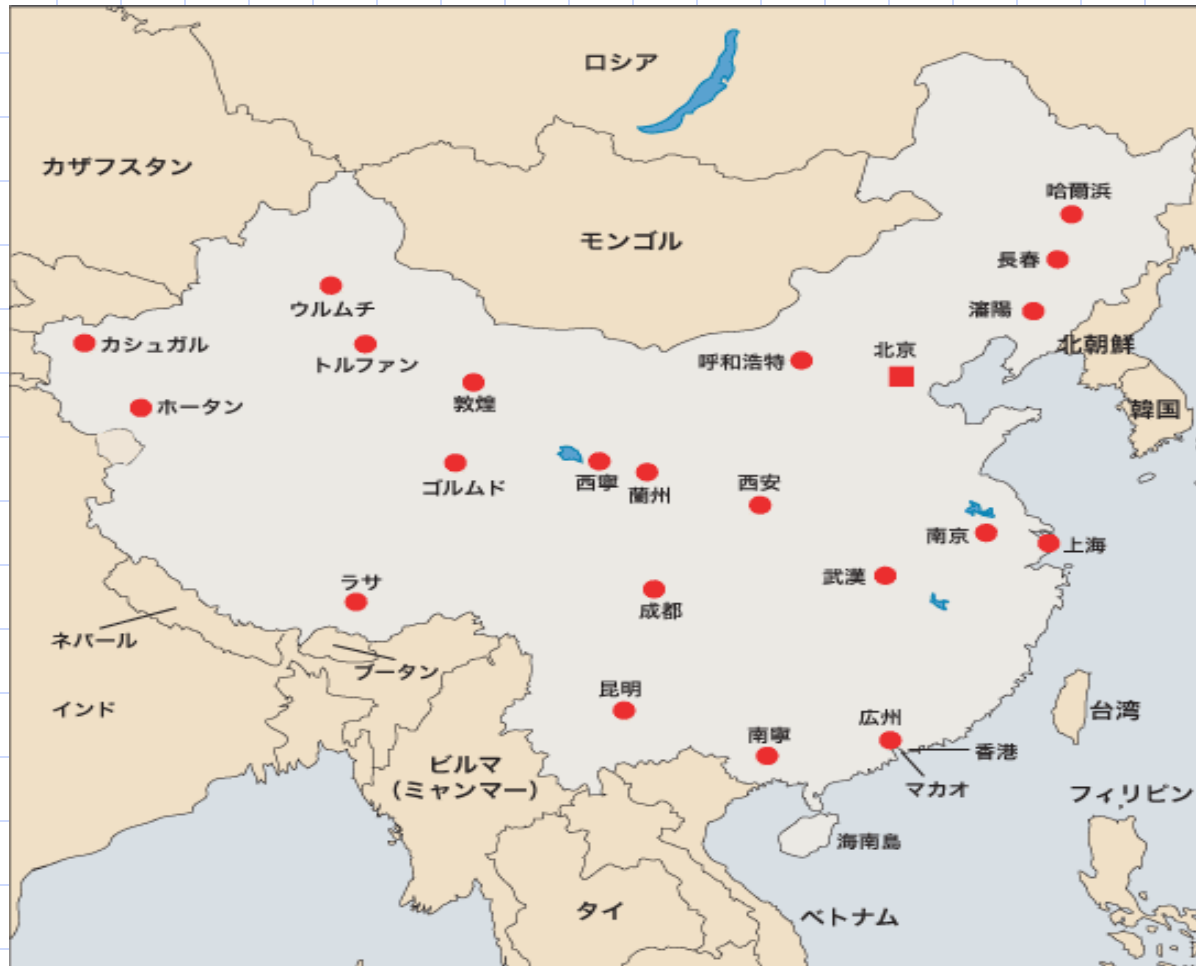 ロシア
カザフスタン
哈爾浜
モンゴル
長春
ウルムチ
瀋陽
カシュガル
トルファン
呼和浩特
北京
北朝鮮
ホータン
敦煌
韓国
ゴルムド
西寧
蘭州
西安
南京
上海
ラサ
成都
武漢
ネパール
ブータン
インド
昆明
南寧
広州
台湾
香港
ビルマ
(ミャンマー)
マカオ
フィリピン
海南島
タイ
ベトナム